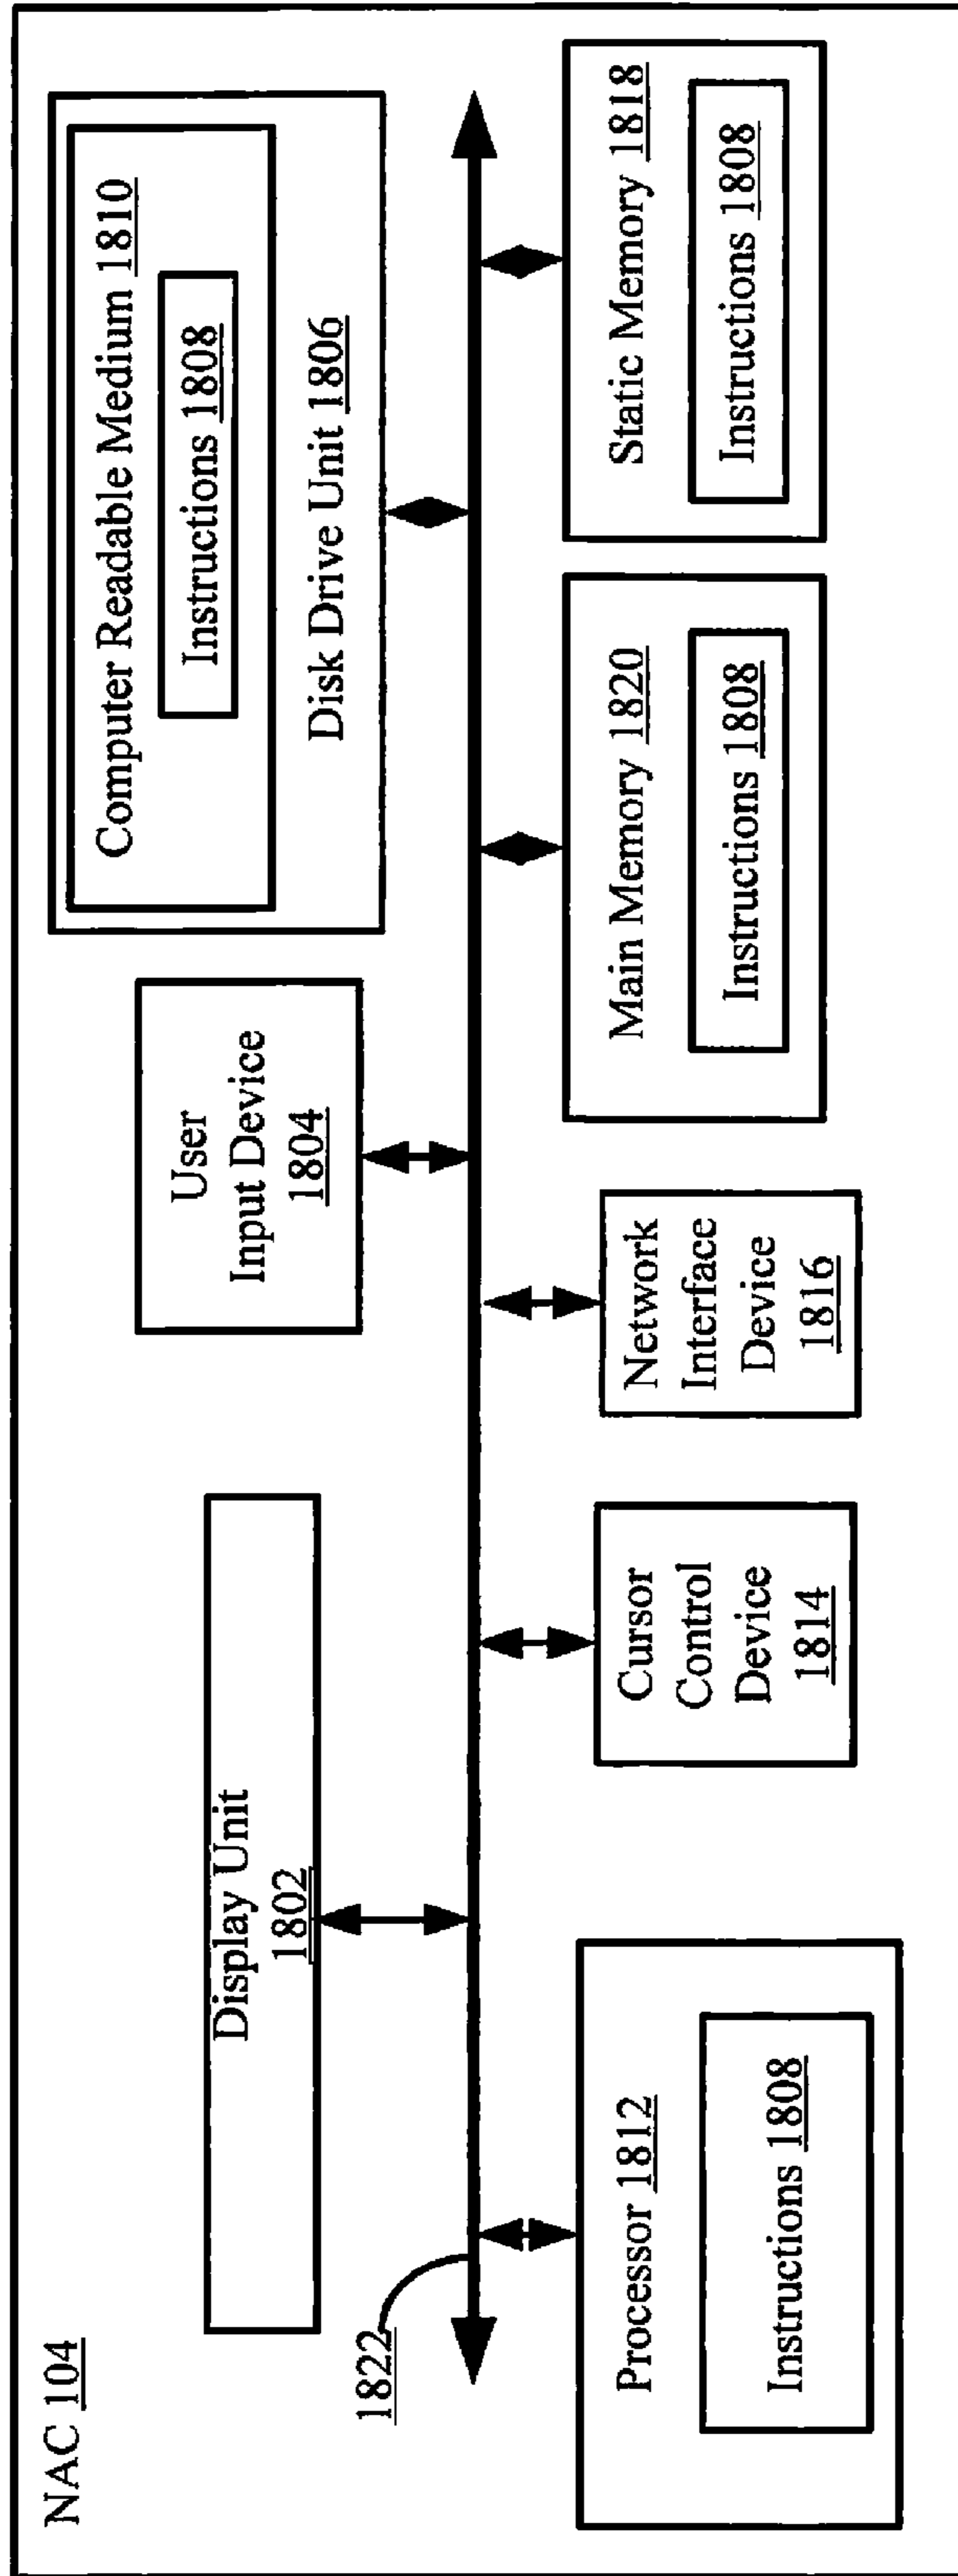 NAC 104
Display Unit
1802
User
Input Device
1804
Computer Readable Medium 1810
Instructions 1808
Disk Drive Unit 1806
1822
Processor 1812
Instructions 1808
Cursor
Control
Device
1814
Network
Interface
Device
1816
Main Memory 1820
Instructions 1808
Static Memory 1818
Instructions 1808